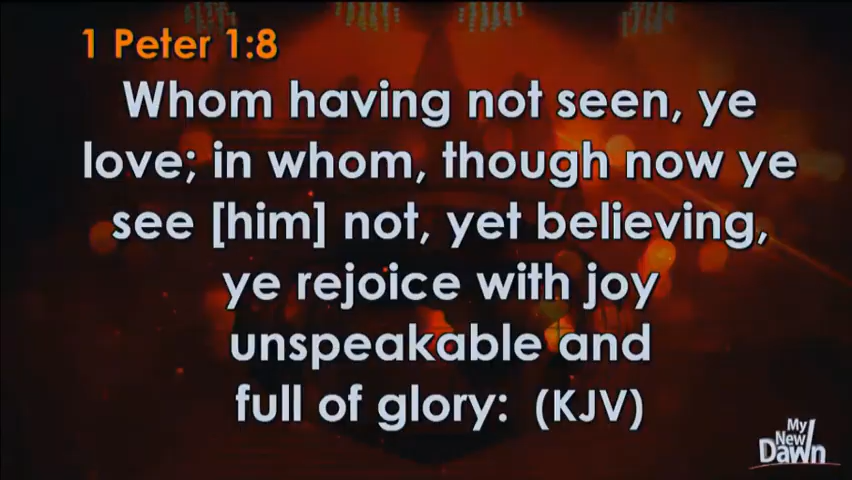 1 Peter 1:8
Whom having not seen, ye
love; in whom, though now ye
see [him] not, yet believing,
ye rejoice with joy
unspeakable and
full of glory: (KJV)
My
New
Dawn